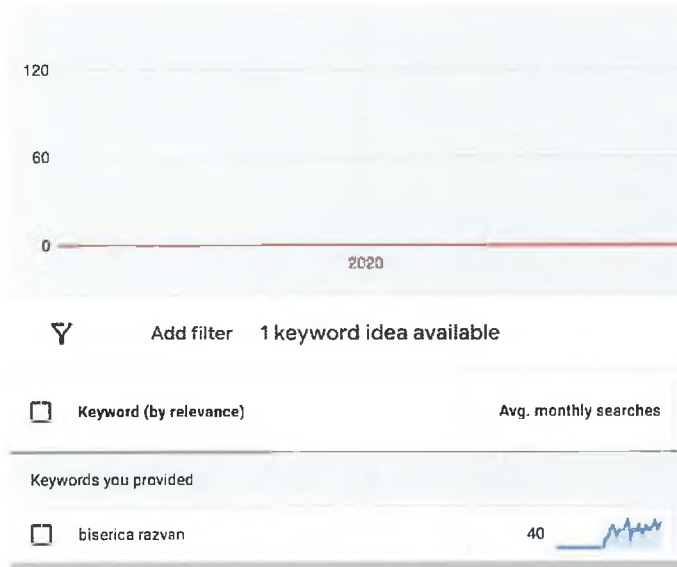 120
60
0
2020
Add filter 1 keyword idea available
Keyword (by relevance) Avg. monthly searches
Keywords you provided
biserica razvan 40